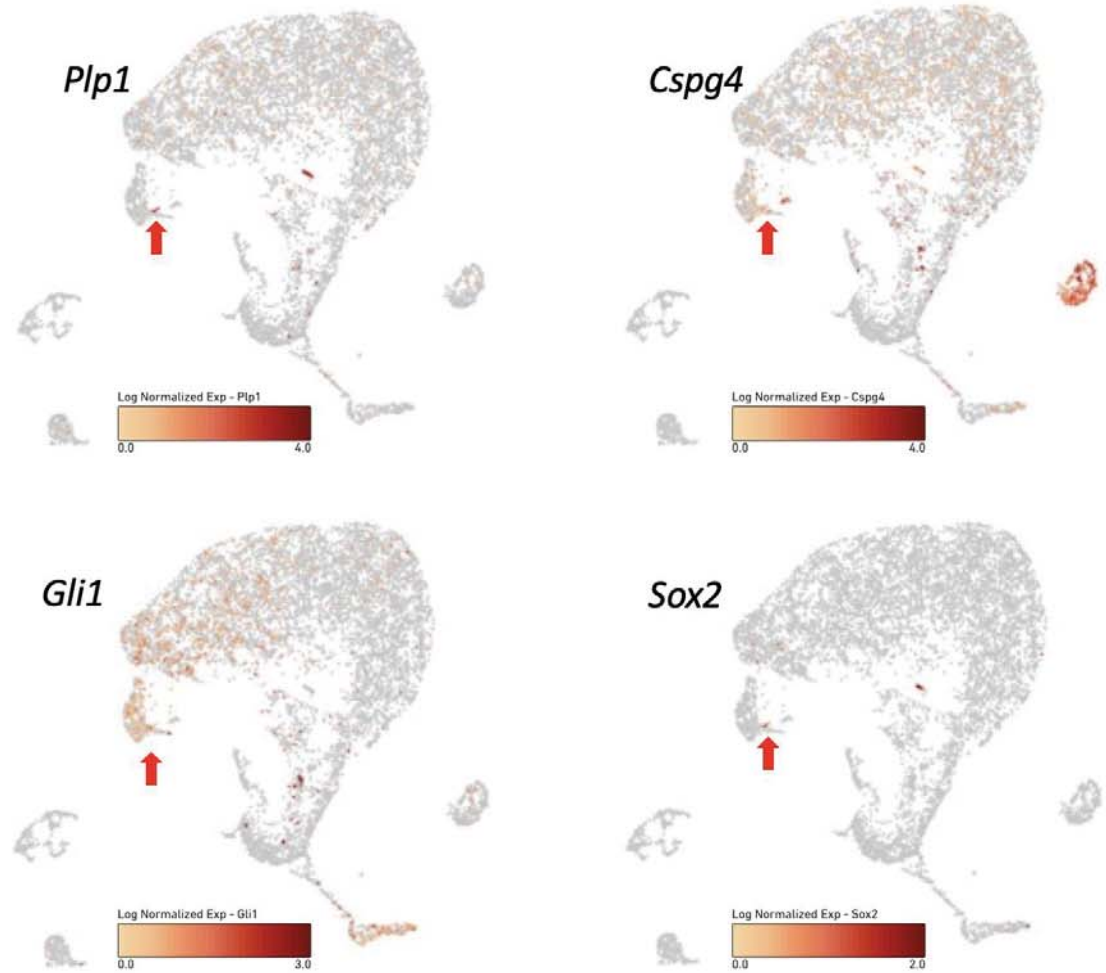 Plp1
Cspg4
Log Normalized Exp - Plp1
0.0 4.0
Log Normalized Exp - Cspg4
0.0 4.0
Gli1
Sox2
Log Normalized Exp - Gli1
0.0 3.0
Log Normalized Exp - Sox2
0.0 2.0